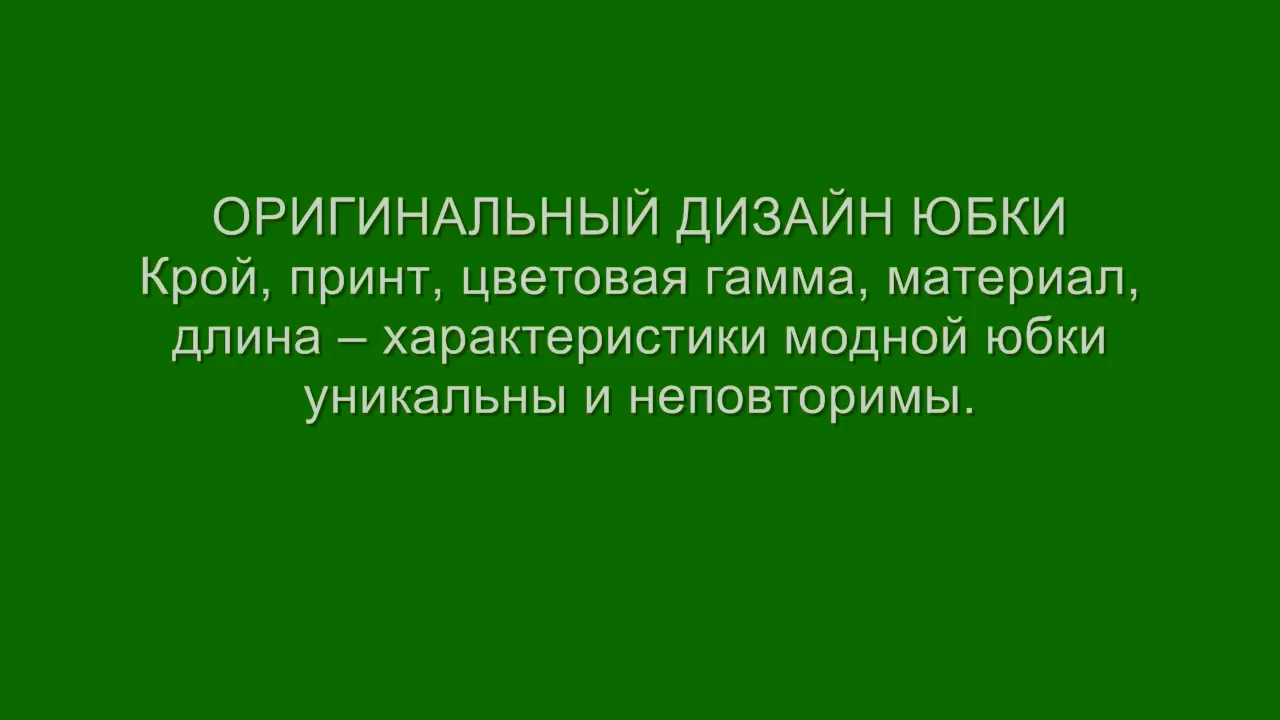 ОРИГИНАЛЬНЫЙ ДИЗАЙН ЮБКИ
Крой, принт, цветовая гамма, материал,
длина – характеристики модной юбки
уникальны и неповторимы.